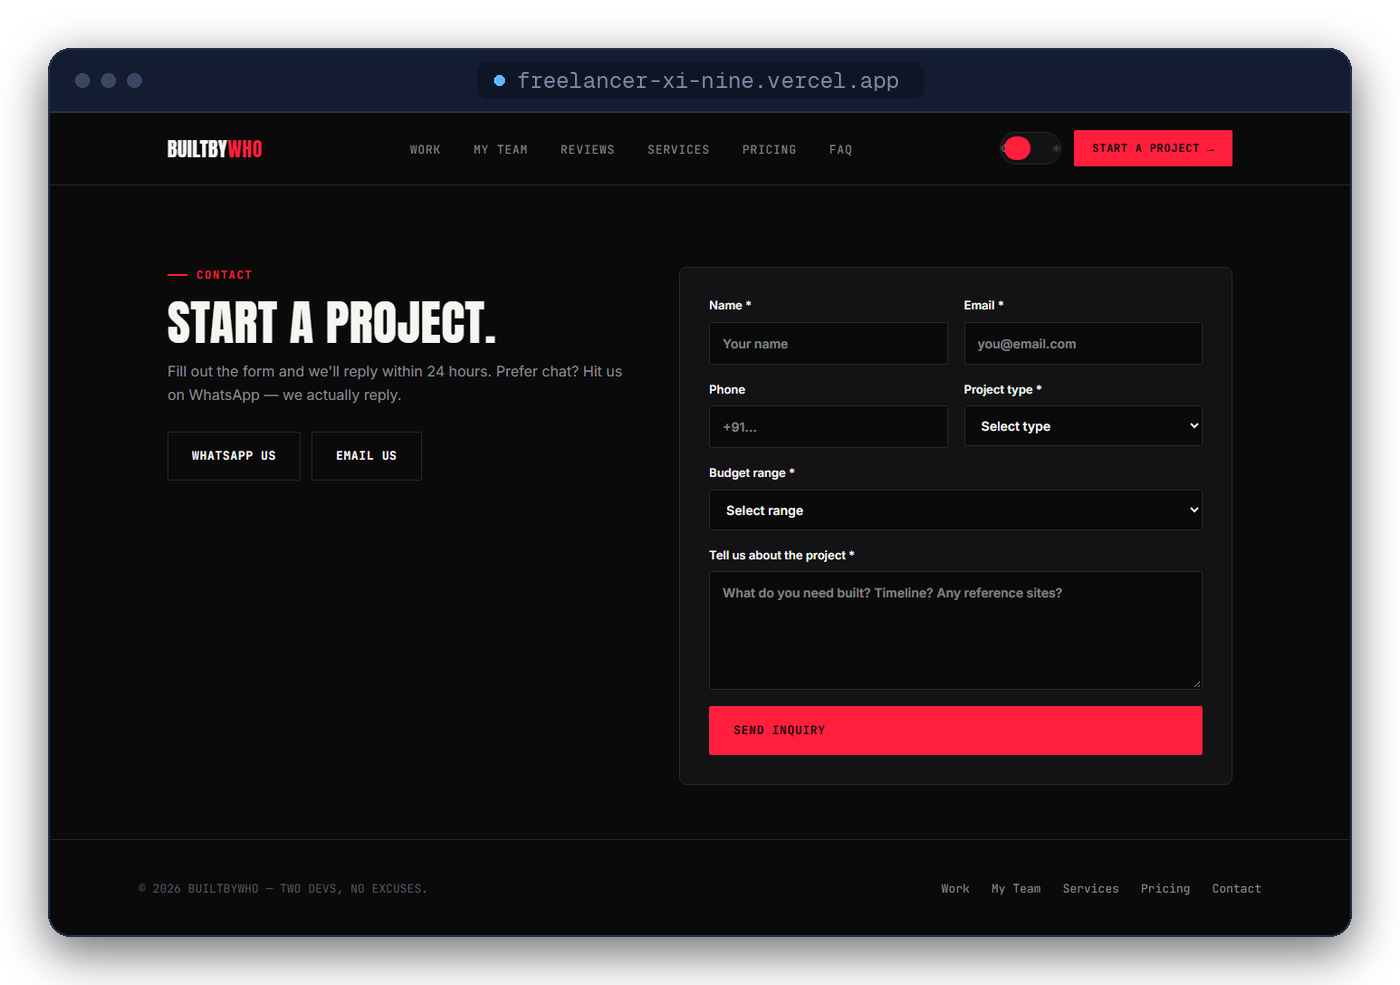 freelancer-xi-nine.vercel.app
BUILTBYWHO
WORK MY TEAM REVIEWS SERVICES PRICING FAQ
START A PROJECT →
CONTACT
START A PROJECT.
Fill out the form and we'll reply within 24 hours. Prefer chat? Hit us
on WhatsApp — we actually reply.
WHATSAPP US EMAIL US
Name * Email *
Your name you@email.com
Phone Project type *
+91... Select type
Budget range *
Select range
Tell us about the project *
What do you need built? Timeline? Any reference sites?
SEND INQUIRY
© 2026 BUILTBYWHO — TWO DEVS, NO EXCUSES.
Work My Team Services Pricing Contact